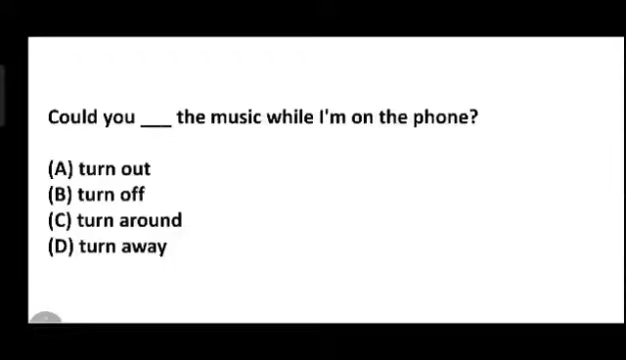 Could you ___ the music while I'm on the phone?
(A) turn out
(B) turn off
(C) turn around
(D) turn away